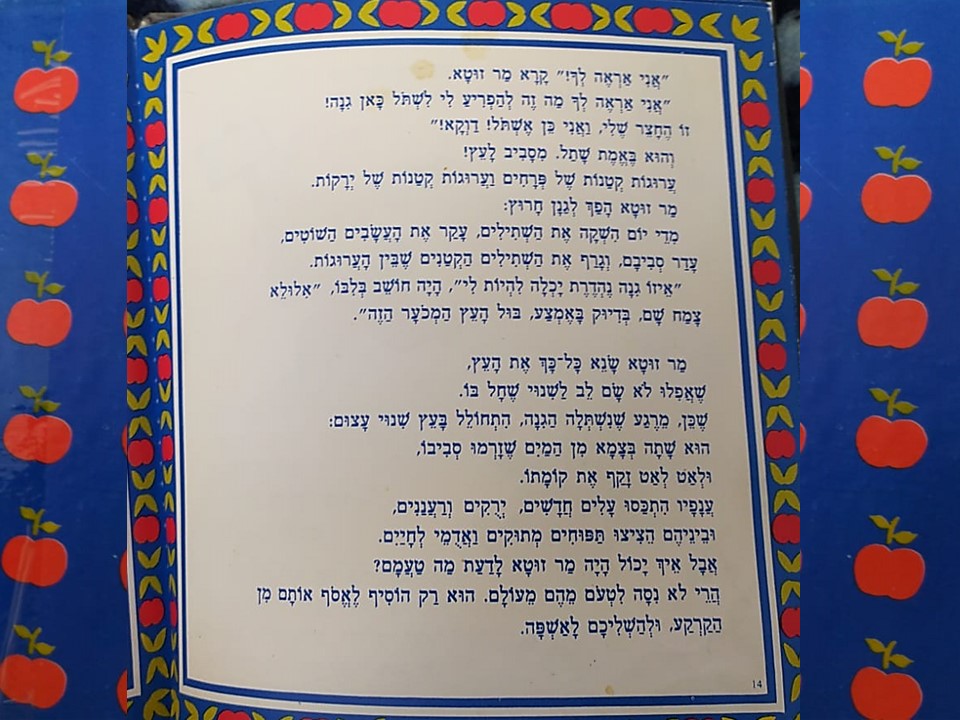 "אֲנִי אַרְאֶה לְךָ!" קָרָא מַר זוּטָא.
"אֲנִי אַרְאֶה לְךָ מַה זֶּה לְהַפְרִיעַ לִי לִשְׁתֹּל כָּאן גִּנָּה!
זוֹ הֶחָצֵר שֶׁלִּי, וַאֲנִי כֵּן אֶשְׁתֹּל! דַּוְקָא!"
וְהוּא בֶּאֱמֶת שָׁתַל. מִסָּבִיב לָעֵץ!
עֲרוּגוֹת קְטַנּוֹת שֶׁל פְּרָחִים וַעֲרוּגוֹת קְטַנּוֹת שֶׁל יְרָקוֹת.
מַר זוּטָא הָפַךְ לְגַנָּן חָרוּץ:
מִדֵּי יוֹם הִשְׁקָה אֶת הַשְּׁתִילִים, עָקַר אֶת הָעֲשָׂבִים הַשּׁוֹטִים,
עָדַר סְבִיבָם, וְגָרַף אֶת הַשְּׁתִילִים הַקְּטַנִּים שֶׁבֵּין הָעֲרוּגוֹת.
"אֵיזוֹ גִּנָּה נֶהְדֶּרֶת יָכְלָה לִהְיוֹת לִי", הָיָה חוֹשֵׁב בְּלִבּוֹ, "אִלּוּלֵא
צָמַח שָׁם, בְּדִיּוּק בָּאֶמְצַע, בּוּל הָעֵץ הַמְכֹעָר הַזֶּה".
מַר זוּטָא שָׂנֵא כָּל־כָּךְ אֶת הָעֵץ,
שֶׁאֲפִלּוּ לֹא שָׂם לֵב לַשִּׁנּוּי שֶׁחָל בּוֹ.
שֶׁכֵּן, מֵרֶגַע שֶׁנִּשְׁתְּלָה הַגִּנָּה, הִתְחוֹלֵל בָּעֵץ שִׁנּוּי עָצוּם:
הוּא שָׁתָה בְּצָמָא מִן הַמַּיִם שֶׁזָּרְמוּ סְבִיבוֹ,
וּלְאַט לְאַט זָקַף אֶת קוֹמָתוֹ.
עֲנָפָיו הִתְכַּסּוּ עָלִים חֲדָשִׁים, יְרֻקִּים וְרַעֲנַנִּים,
וּבֵינֵיהֶם הֵצִיצוּ תַּפּוּחִים מְתוּקִים וַאֲדֻמֵּי לְחָיַיִם.
אֲבָל אֵיךְ יָכוֹל הָיָה מַר זוּטָא לָדַעַת מַה טַּעֲמָם?
הֲרֵי לֹא נִסָּה לִטְעֹם מֵהֶם מֵעוֹלָם. הוּא רַק הוֹסִיף לֶאֱסֹף אוֹתָם מִן
הַקַּרְקַע, וּלְהַשְׁלִיכָם לָאַשְׁפָּה.
14